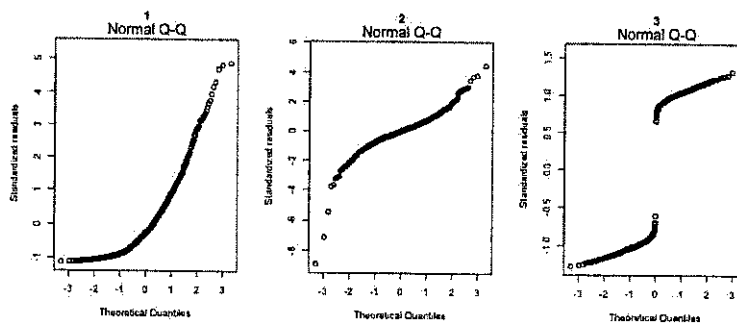 1
Normal Q-Q
Standardized residuals
5
4
3
2
1
0
-1
-3 -2 -1 0 1 2 3
Theoretical Quantiles
2
Normal Q-Q
Standardized residuals
6
4
2
0
-2
-4
-6
-8
-3 -2 -1 0 1 2 3
Theoretical Quantiles
3
Normal Q-Q
Standardized residuals
1.5
1.0
0.5
-0.0
-0.5
-1.0
-3 -2 -1 0 1 2 3
Theoretical Quantiles